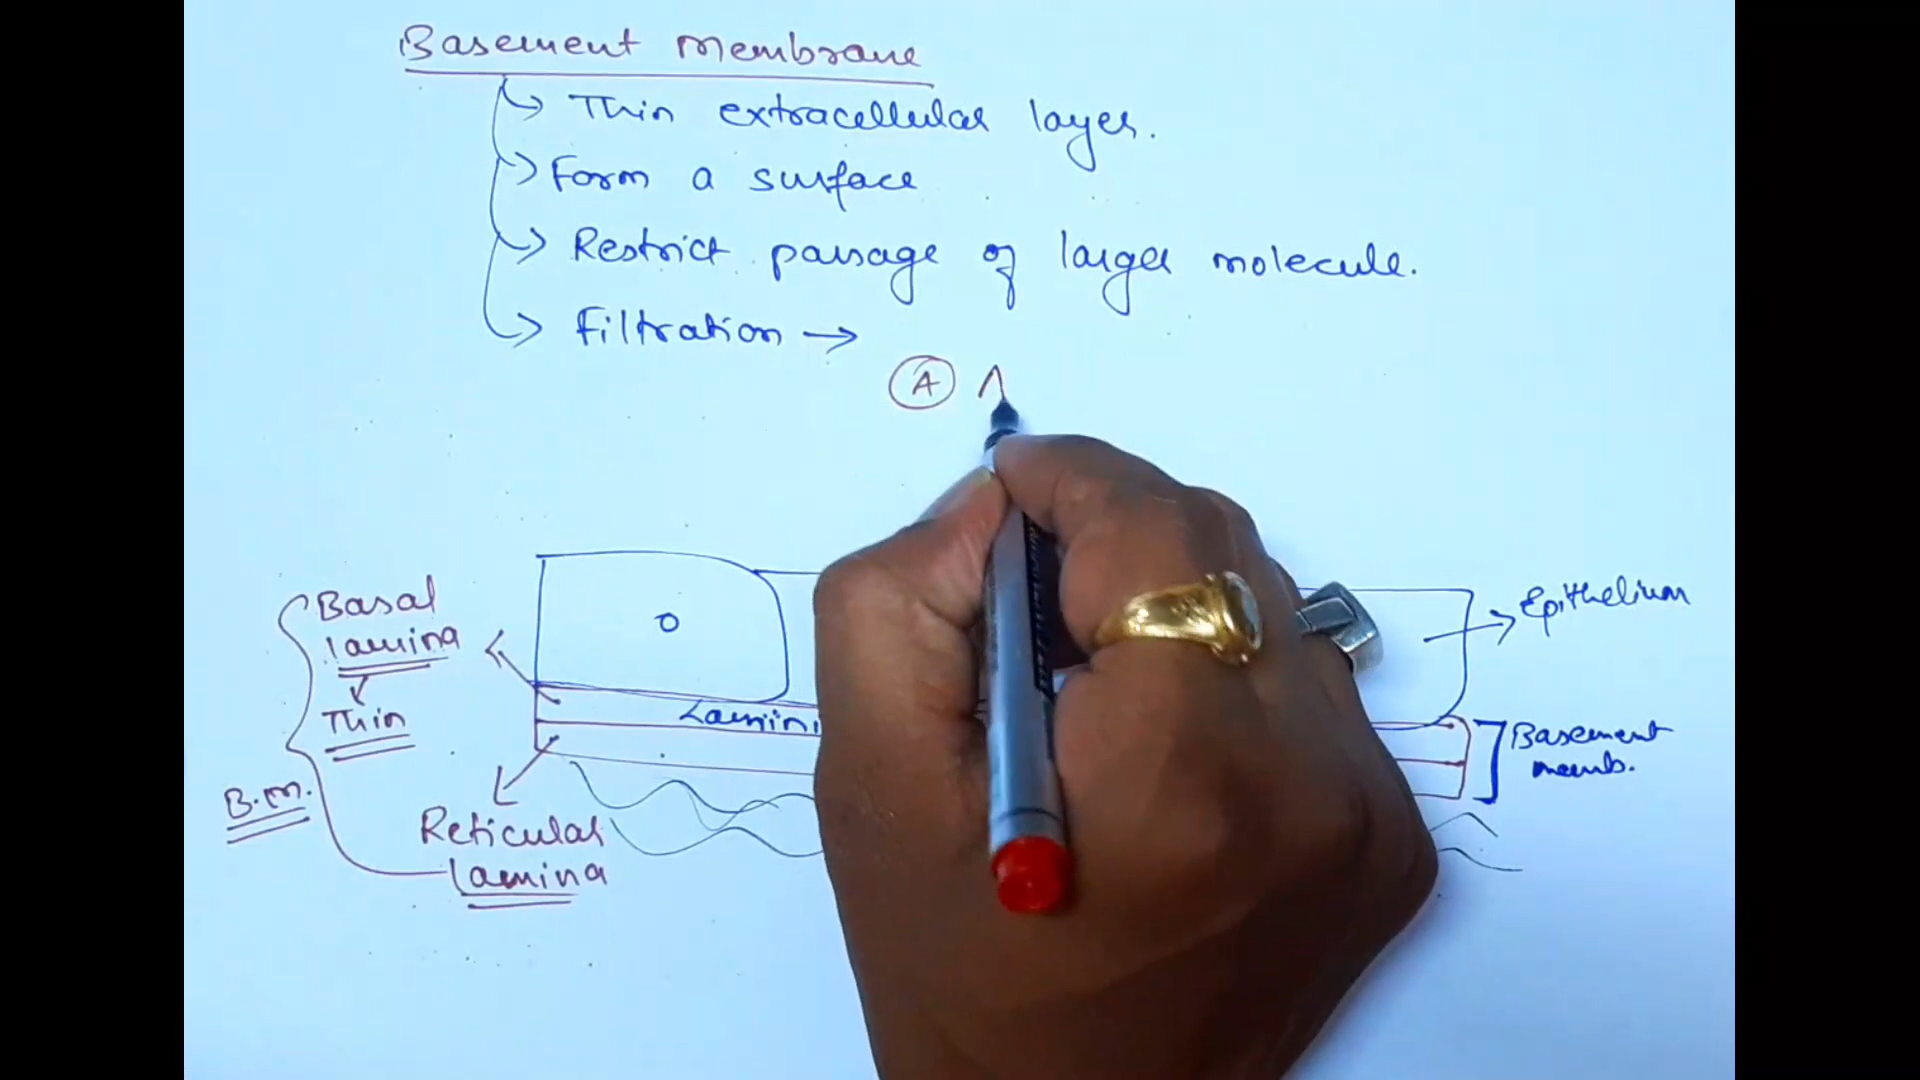 Basement membrane
→ Thin extracellular layer.
→ Form a surface
→ Restrict passage of larger molecule.
→ Filtration →
A
Basal
lamina
Thin
B.M.
Reticular
lamina
Epithelium
Basement
memb.